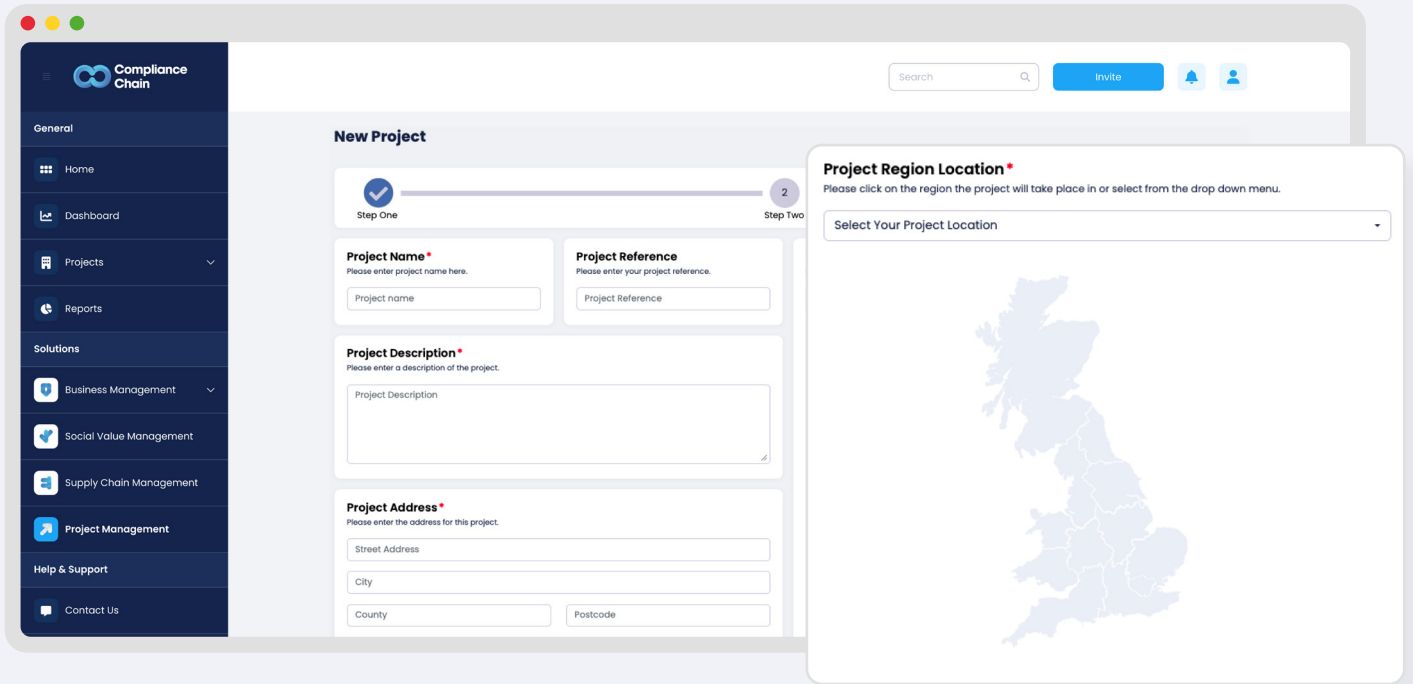 Compliance
Chain
Search
Invite
General
Home
Dashboard
Projects
Reports
Solutions
Business Management
Social Value Management
Supply Chain Management
Project Management
Help & Support
Contact Us
New Project
2
Step One
Step Two
Project Name*
Please enter project name here.
Project name
Project Reference
Please enter your project reference.
Project Reference
Project Description*
Please enter a description of the project.
Project Description
Project Address*
Please enter the address for this project.
Street Address
City
County
Postcode
Project Region Location*
Please click on the region the project will take place in or select from the drop down menu.
Select Your Project Location